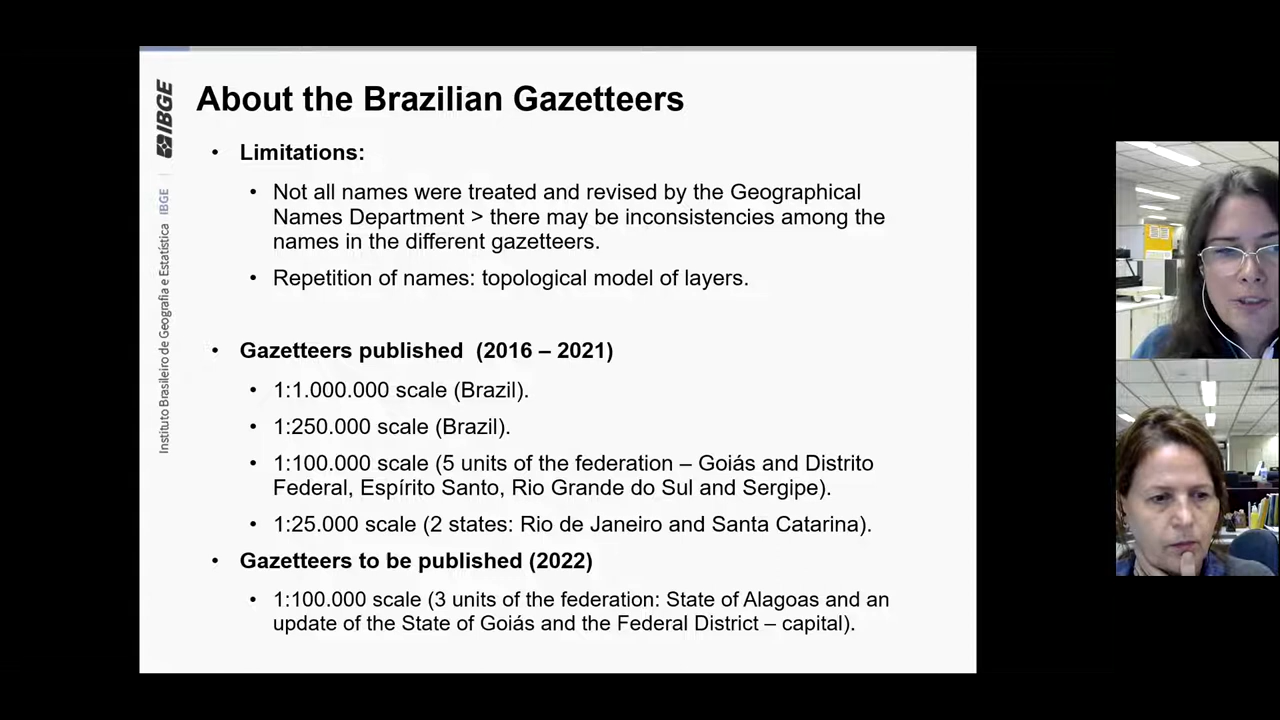 About the Brazilian Gazetteers
• Limitations:
• Not all names were treated and revised by the Geographical
Names Department > there may be inconsistencies among the
names in the different gazetteers.
• Repetition of names: topological model of layers.
• Gazetteers published (2016 – 2021)
• 1:1.000.000 scale (Brazil).
• 1:250.000 scale (Brazil).
• 1:100.000 scale (5 units of the federation – Goiás and Distrito
Federal, Espírito Santo, Rio Grande do Sul and Sergipe).
• 1:25.000 scale (2 states: Rio de Janeiro and Santa Catarina).
• Gazetteers to be published (2022)
• 1:100.000 scale (3 units of the federation: State of Alagoas and an
update of the State of Goiás and the Federal District – capital).
IBGE
Instituto Brasileiro de Geografia e Estatística IBGE